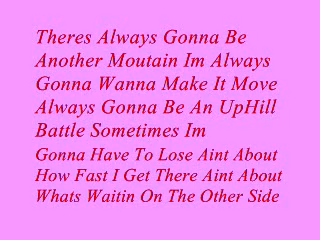 Theres Always Gonna Be
Another Moutain Im Always
Gonna Wanna Make It Move
Always Gonna Be An UpHill
Battle Sometimes Im
Gonna Have To Lose Aint About
How Fast I Get There Aint About
Whats Waitin On The Other Side